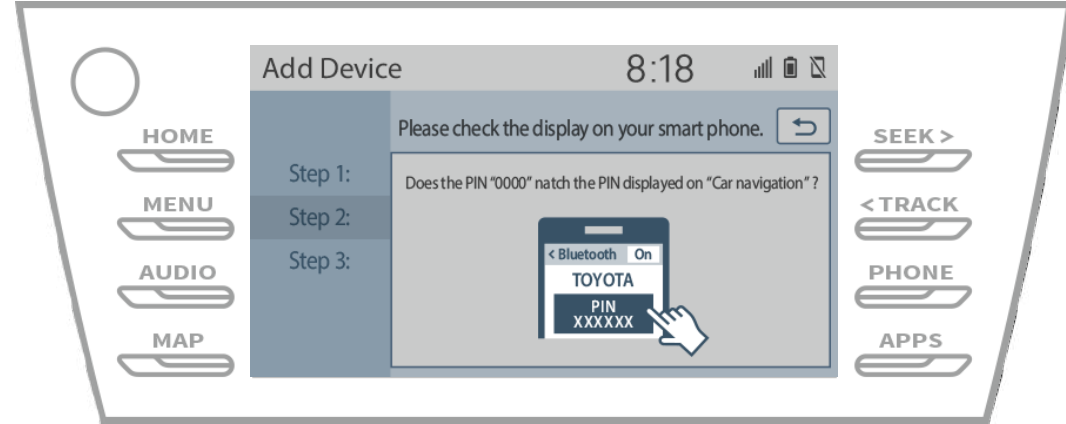 Add Device 8:18
HOME
MENU
AUDIO
MAP
Step 1:
Step 2:
Step 3:
Please check the display on your smart phone.
Does the PIN “0000” natch the PIN displayed on “Car navigation” ?
< Bluetooth On
TOYOTA
PIN
XXXXXX
SEEK >
< TRACK
PHONE
APPS